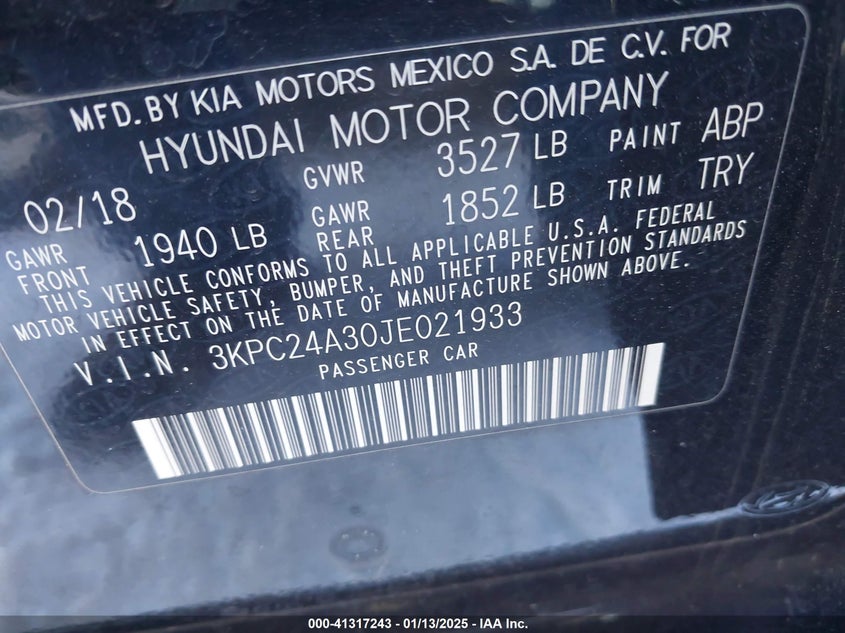 MFD. BY KIA MOTORS MEXICO S.A. DE C.V. FOR
HYUNDAI MOTOR COMPANY
02/18 GVWR 3527 LB PAINT ABP
GAWR FRONT 1940 LB GAWR REAR 1852 LB TRIM TRY
THIS VEHICLE CONFORMS TO ALL APPLICABLE U.S.A. FEDERAL
MOTOR VEHICLE SAFETY, BUMPER, AND THEFT PREVENTION STANDARDS
IN EFFECT ON THE DATE OF MANUFACTURE SHOWN ABOVE.
V.I.N. 3KPC24A30JE021933
PASSENGER CAR
000-41317243 - 01/13/2025 - IAA Inc.